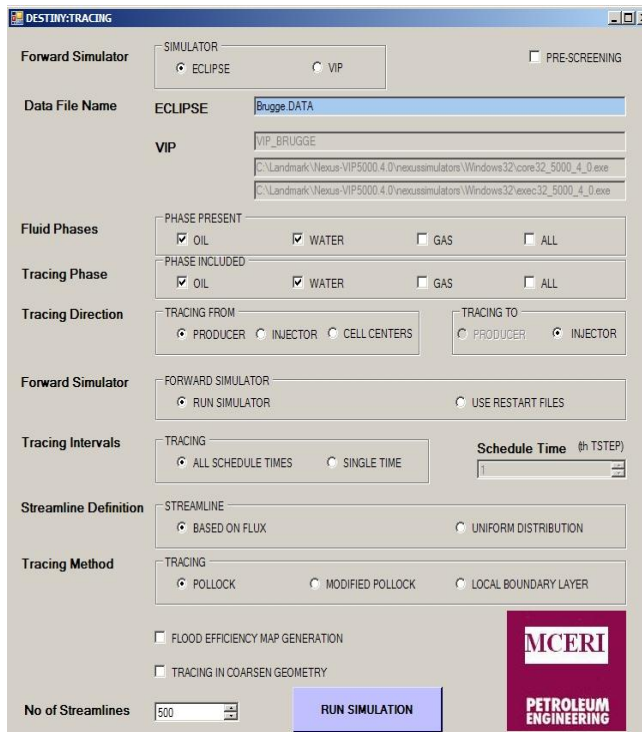 DESTINY:TRACING
Forward Simulator
SIMULATOR
ECLIPSE
VIP
PRE-SCREENING
Data File Name
ECLIPSE
Brugge.DATA
VIP
VIP_BRUGGE
C:\Landmark\Nexus-VIP5000.4.0\nexussimulators\Windows32\core32_5000_4_0.exe
C:\Landmark\Nexus-VIP5000.4.0\nexussimulators\Windows32\exec32_5000_4_0.exe
Fluid Phases
PHASE PRESENT
OIL
WATER
GAS
ALL
Tracing Phase
PHASE INCLUDED
OIL
WATER
GAS
ALL
Tracing Direction
TRACING FROM
PRODUCER
INJECTOR
CELL CENTERS
TRACING TO
PRODUCER
INJECTOR
Forward Simulator
FORWARD SIMULATOR
RUN SIMULATOR
USE RESTART FILES
Tracing Intervals
TRACING
ALL SCHEDULE TIMES
SINGLE TIME
Schedule Time (th TSTEP)
1
Streamline Definition
STREAMLINE
BASED ON FLUX
UNIFORM DISTRIBUTION
Tracing Method
TRACING
POLLOCK
MODIFIED POLLOCK
LOCAL BOUNDARY LAYER
FLOOD EFFICIENCY MAP GENERATION
TRACING IN COARSEN GEOMETRY
No of Streamlines
500
RUN SIMULATION
MCERI
PETROLEUM
ENGINEERING